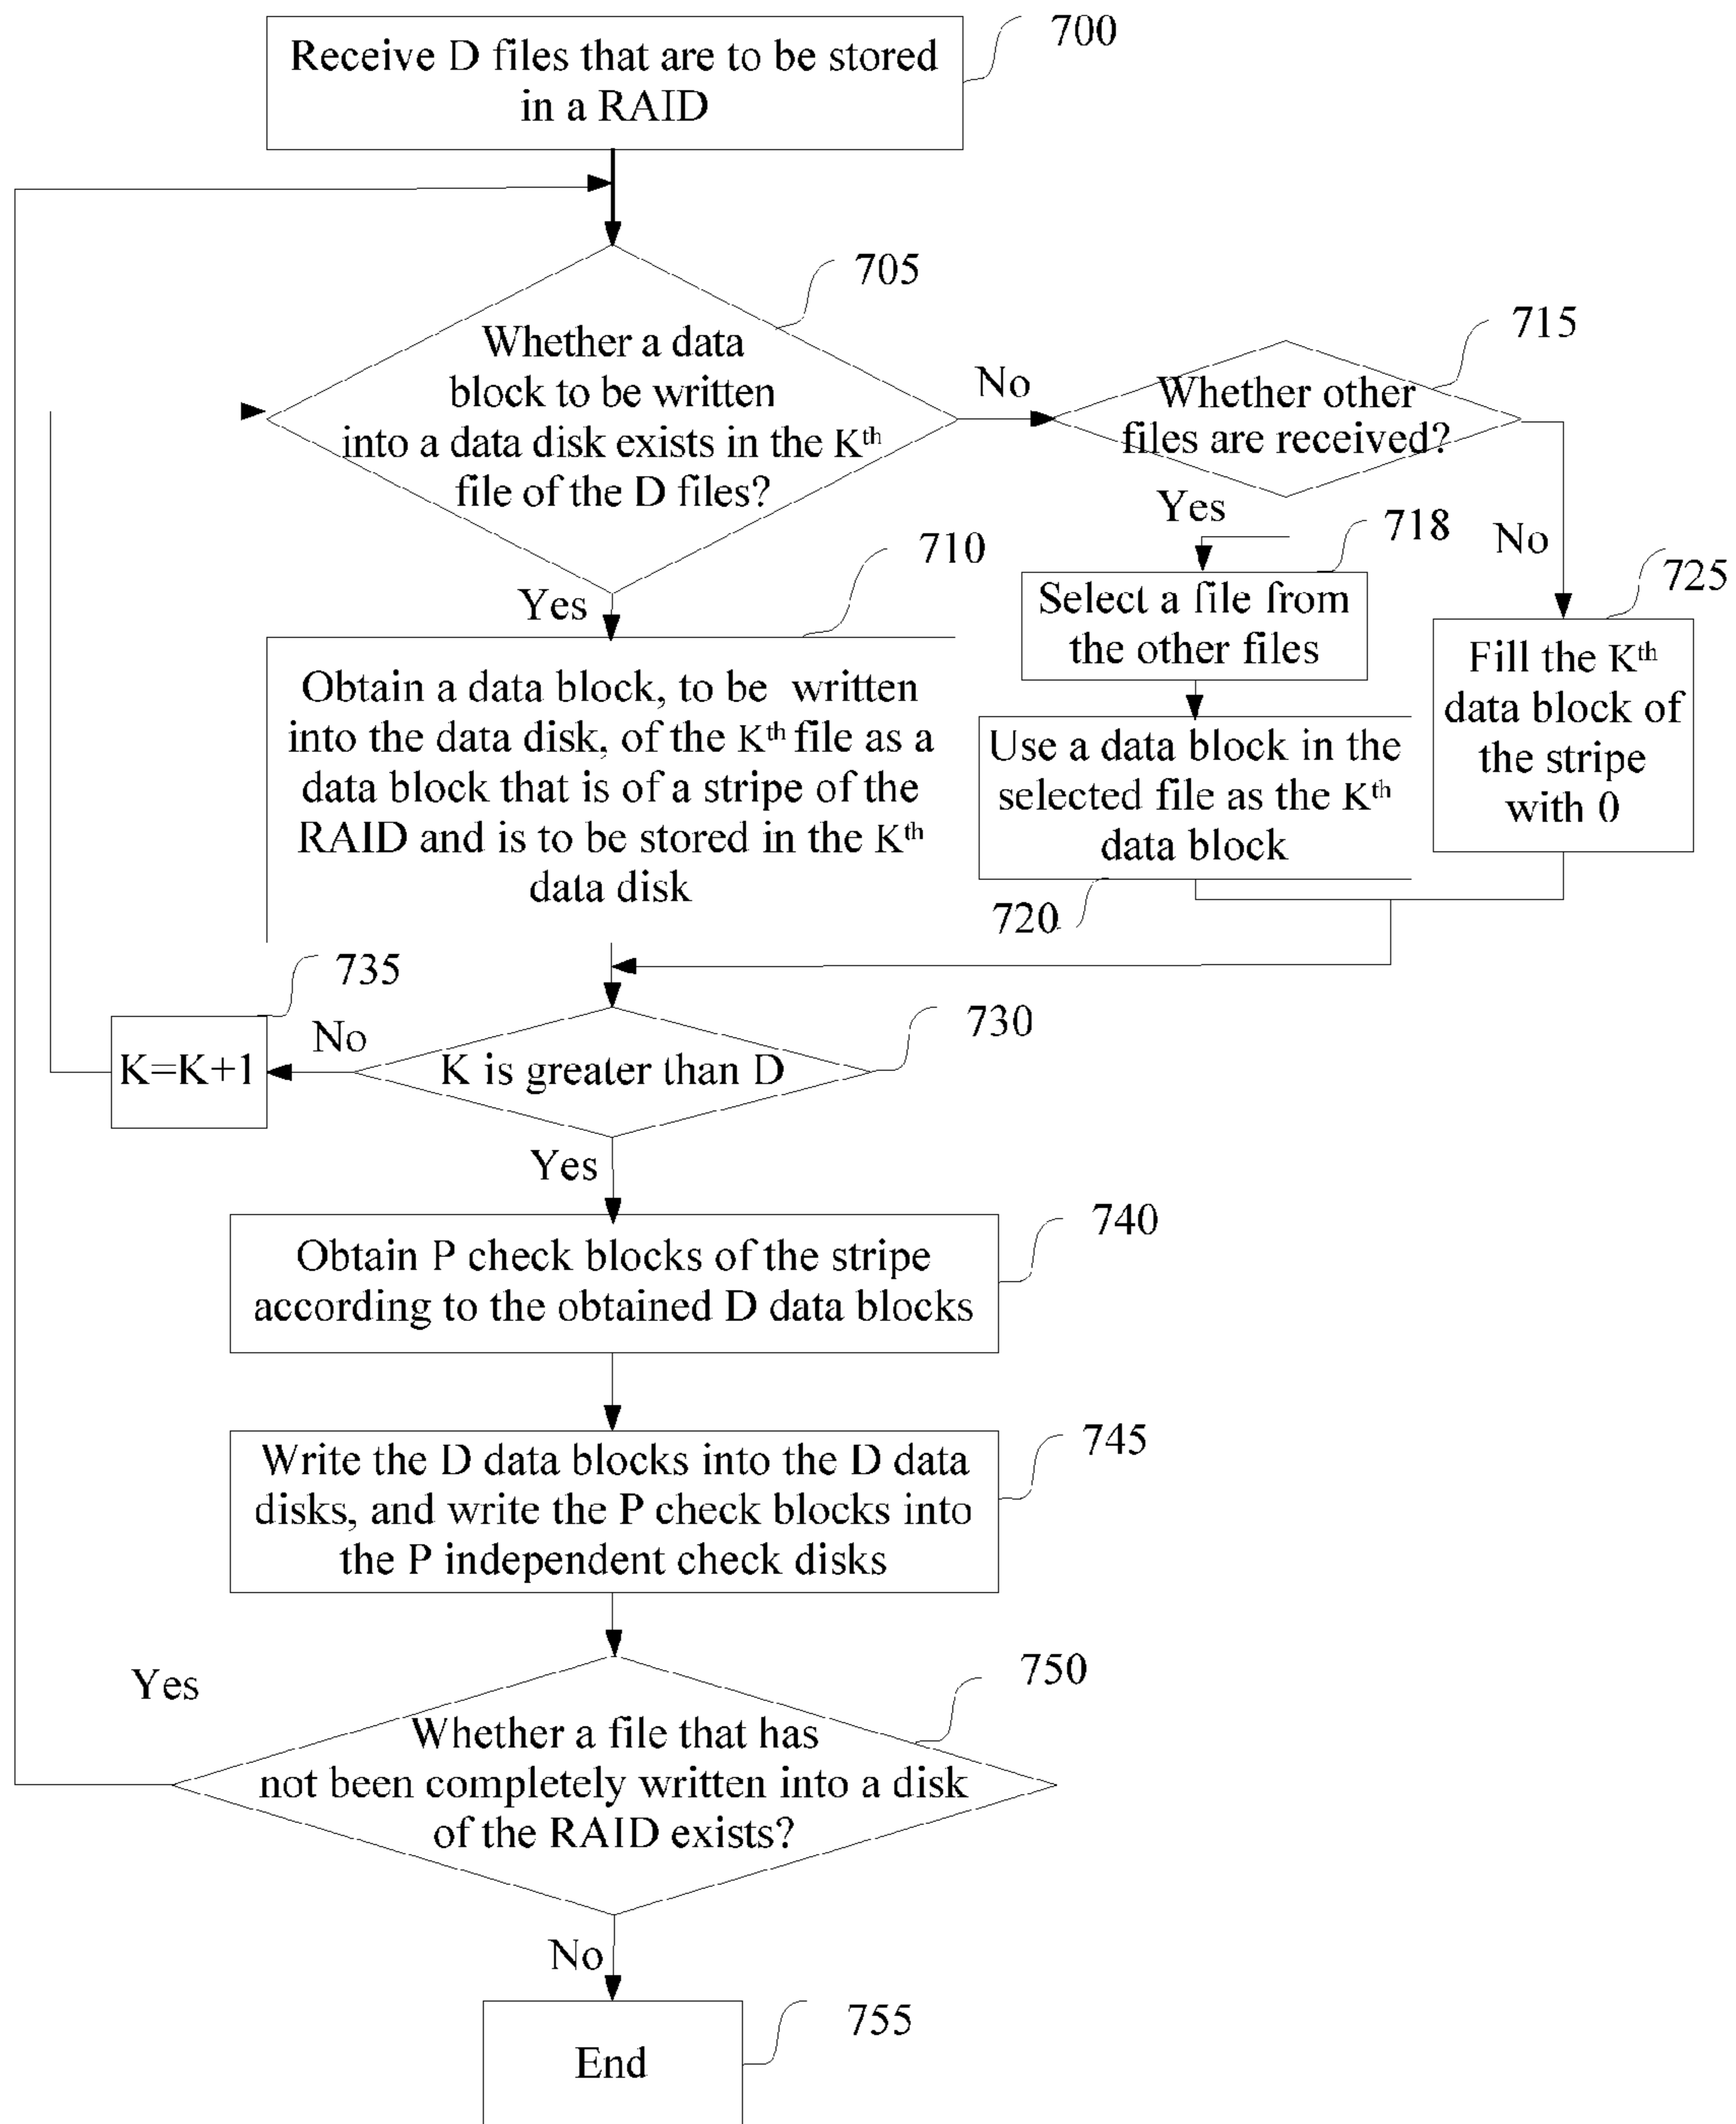 700
Receive D files that are to be stored
in a RAID
705
Whether a data
block to be written
into a data disk exists in the Kth
file of the D files?
No
715
Whether other
files are received?
Yes
718
No
710
725
Yes
Select a file from
the other files
Fill the Kth
data block of
the stripe
with 0
Obtain a data block, to be written
into the data disk, of the Kth file as a
data block that is of a stripe of the
RAID and is to be stored in the Kth
data disk
Use a data block in the
selected file as the Kth
data block
720
735
No
K=K+1
730
K is greater than D
Yes
740
Obtain P check blocks of the stripe
according to the obtained D data blocks
745
Write the D data blocks into the D data
disks, and write the P check blocks into
the P independent check disks
Yes
750
Whether a file that has
not been completely written into a disk
of the RAID exists?
No
755
End